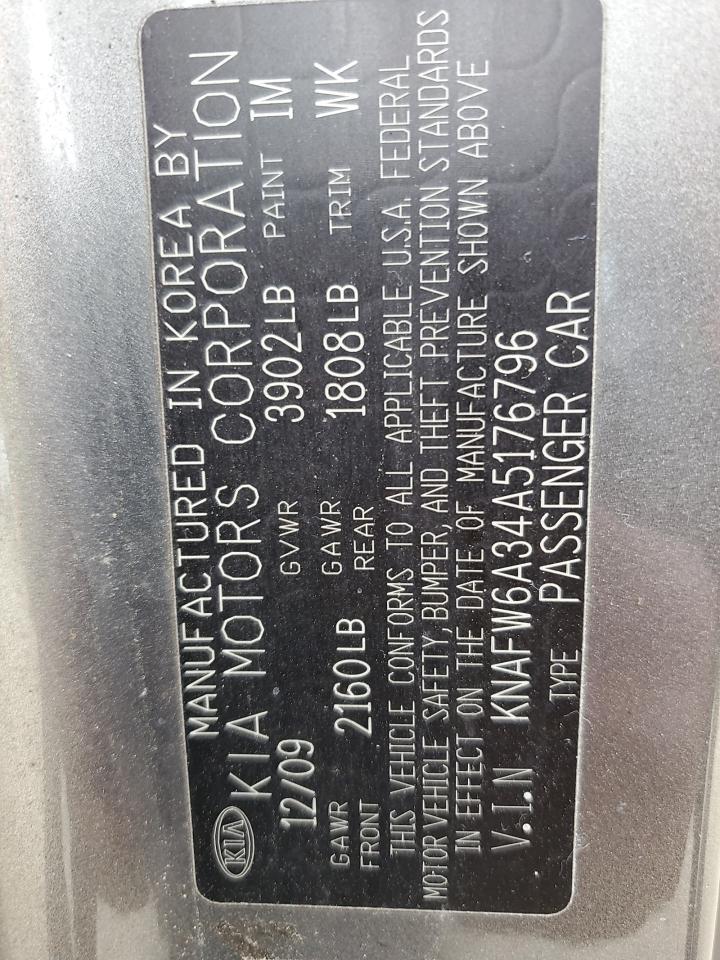 MANUFACTURED IN KOREA BY
KIA KIA MOTORS CORPORATION
12/09 GVWR 3902LB PAINT IM
GAWR FRONT 2160LB GAWR REAR 1808LB TRIM WK
THIS VEHICLE CONFORMS TO ALL APPLICABLE U.S.A. FEDERAL
MOTOR VEHICLE SAFETY, BUMPER, AND THEFT PREVENTION STANDARDS
IN EFFECT ON THE DATE OF MANUFACTURE SHOWN ABOVE
V.I.N KNAFW6A34A5176796
TYPE PASSENGER CAR